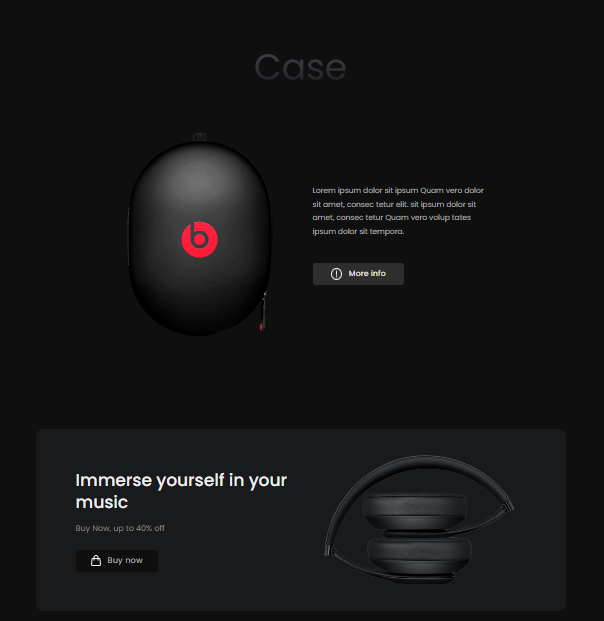 Case
Lorem ipsum dolor sit ipsum Quam vero dolor
sit amet, consec tetur elit. sit ipsum dolor sit
amet, consec tetur Quam vero volup tates
ipsum dolor sit tempora.
More info
Immerse yourself in your
music
Buy Now, up to 40% off
Buy now